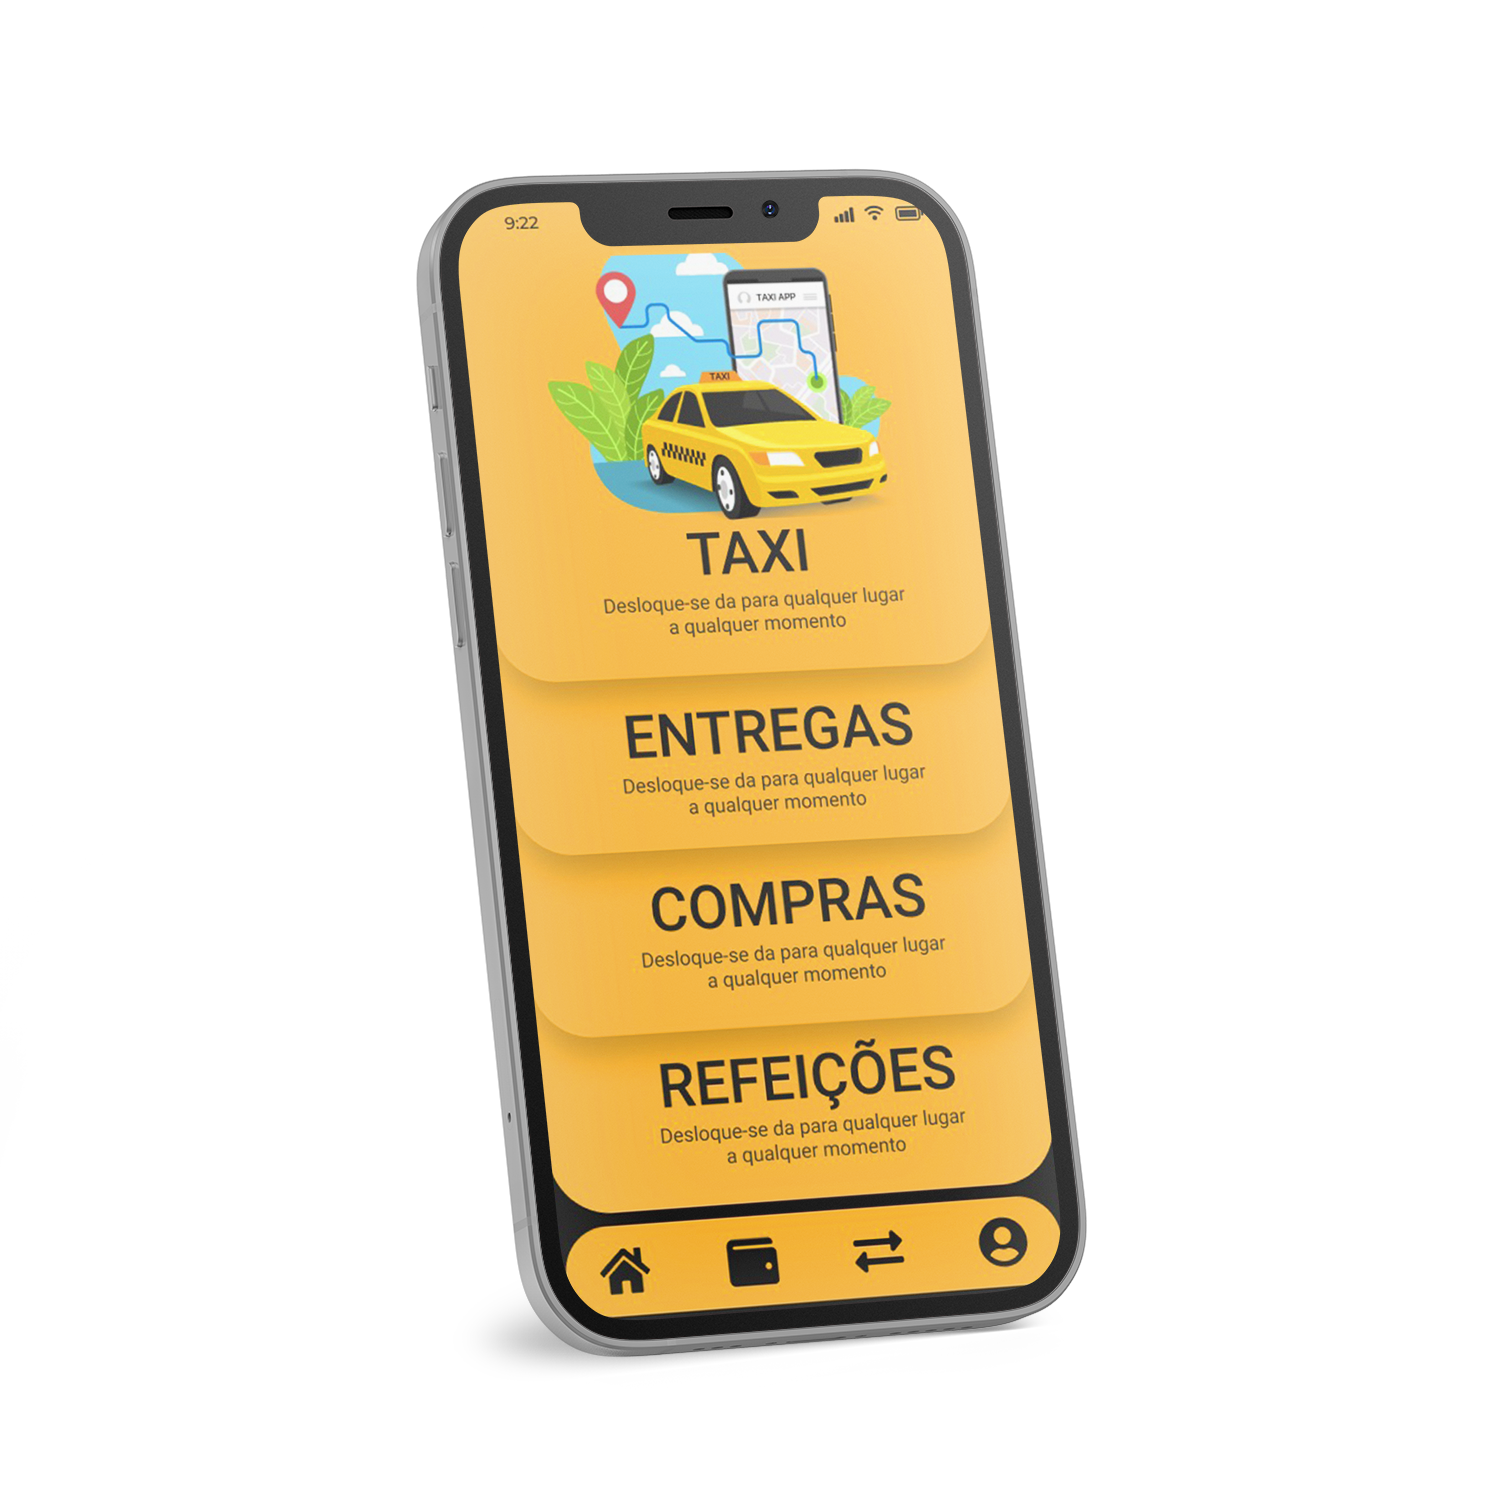 9:22
TAXI APP
TAXI
TAXI
Desloque-se da para qualquer lugar
a qualquer momento
ENTREGAS
Desloque-se da para qualquer lugar
a qualquer momento
COMPRAS
Desloque-se da para qualquer lugar
a qualquer momento
REFEIÇÕES
Desloque-se da para qualquer lugar
a qualquer momento